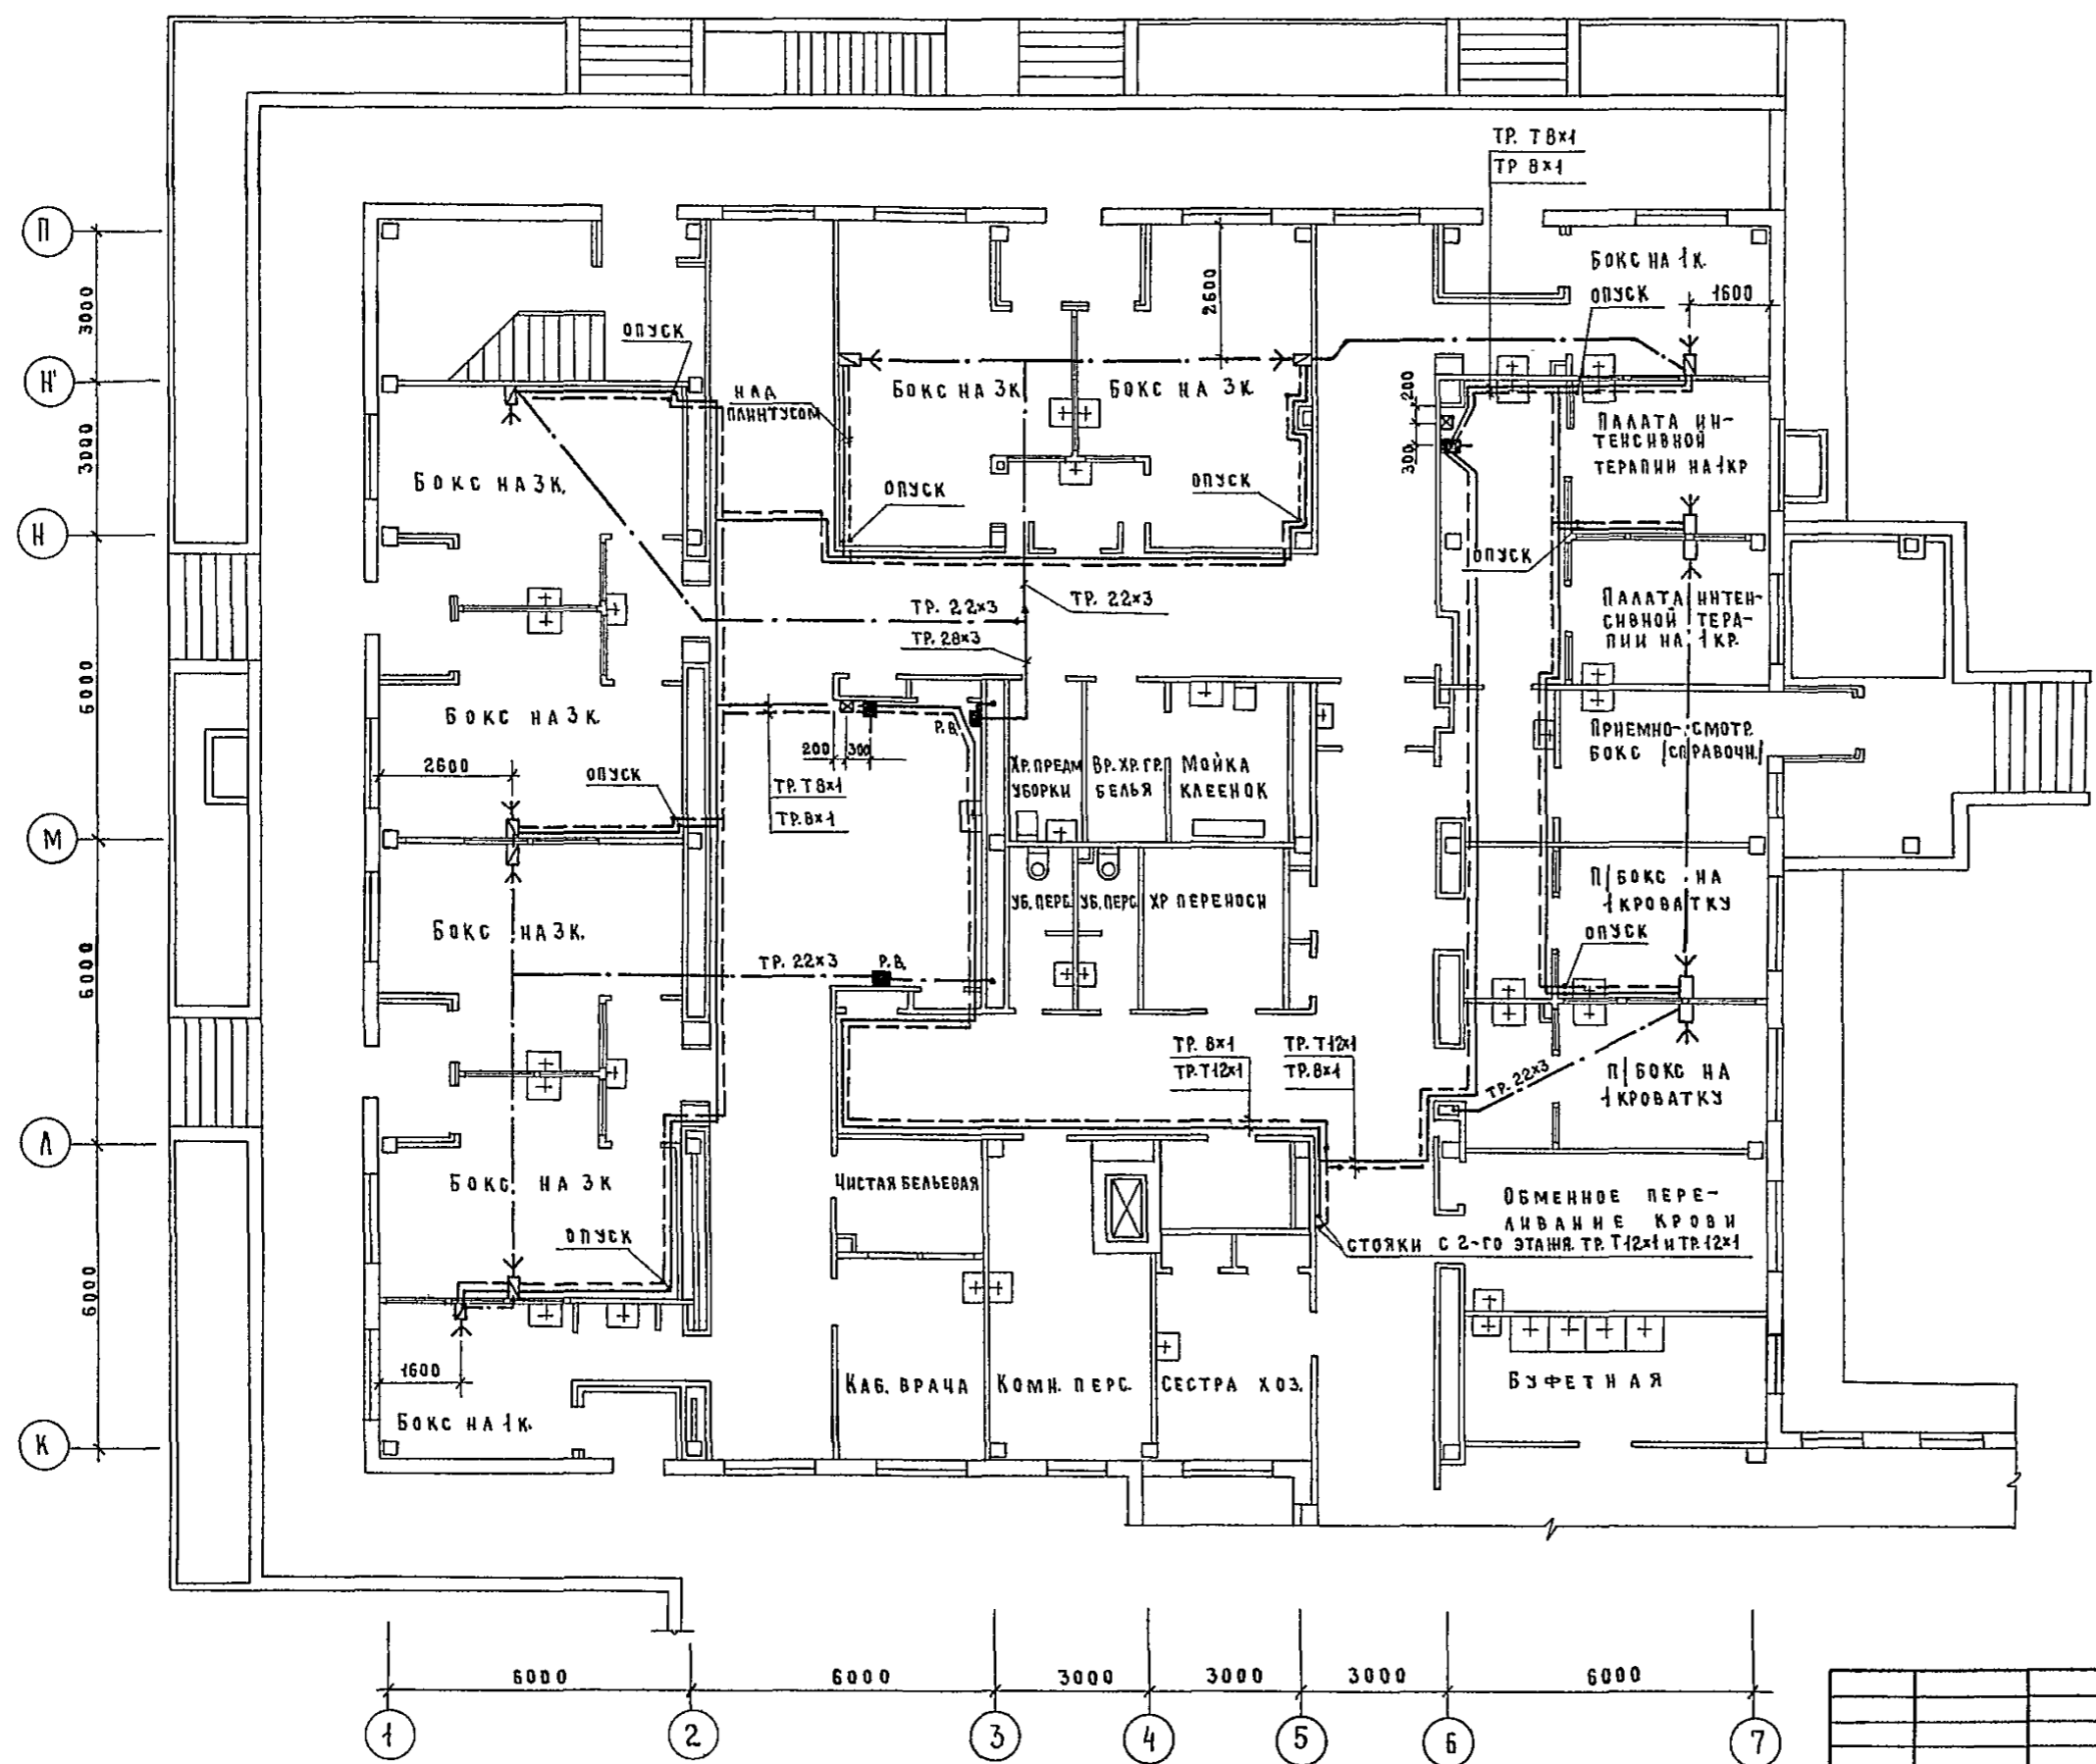 ТР. Т8×1
ТР 8×1
П
БОКС НА 1К.
ОПУСК
1600
3000
2600
ОПУСК
Н'
НАД
ПЛИНТУСОМ
БОКС НА 3К
БОКС НА 3К.
200
300
ПАЛАТА ИН-
ТЕНСИВНОЙ
ТЕРАПИИ НА 1КР
3000
БОКС НА 3К.
ОПУСК
ОПУСК
Н
ОПУСК
ТР. 22×3
ТР. 22×3
ТР. 28×3
ПАЛАТА ИНТЕН-
СИВНОЙ ТЕРА-
ПИИ НА 1КР.
6000
БОКС НА 3К.
Р.В.
200
300
2600
ОПУСК
ТР. Т8×1
ТР. 8×1
ХР. ПРЕДМ
УБОРКИ
ВР. ХР. ГР.
БЕЛЬЯ
МОЙКА
КЛЕЕНОК
ПРИЕМНО-СМОТР.
БОКС /СПРАВОЧН./
М
УБ. ПЕРС.
УБ. ПЕРС.
ХР ПЕРЕНОСН
П/БОКС НА
1 КРОВАТКУ
ОПУСК
БОКС НА 3К.
6000
ТР. 22×3
Р.В.
ТР. 8×1
ТР. Т12×1
ТР. Т12×1
ТР. 8×1
ТР. 22×3
П/БОКС НА
1 КРОВАТКУ
Л
БОКС НА 3К
ЧИСТАЯ БЕЛЬЕВАЯ
ОБМЕННОЕ ПЕРЕ-
ЛИВАНИЕ КРОВИ
СТОЯКИ С 2-ГО ЭТАЖА. ТР. Т12×1 И ТР. 12×1
ОПУСК
6000
1600
БОКС НА 1К.
КАБ. ВРАЧА
КОМН. ПЕРС.
СЕСТРА ХОЗ.
БУФЕТНАЯ
К
6000
6000
3000
3000
3000
6000
1
2
3
4
5
6
7